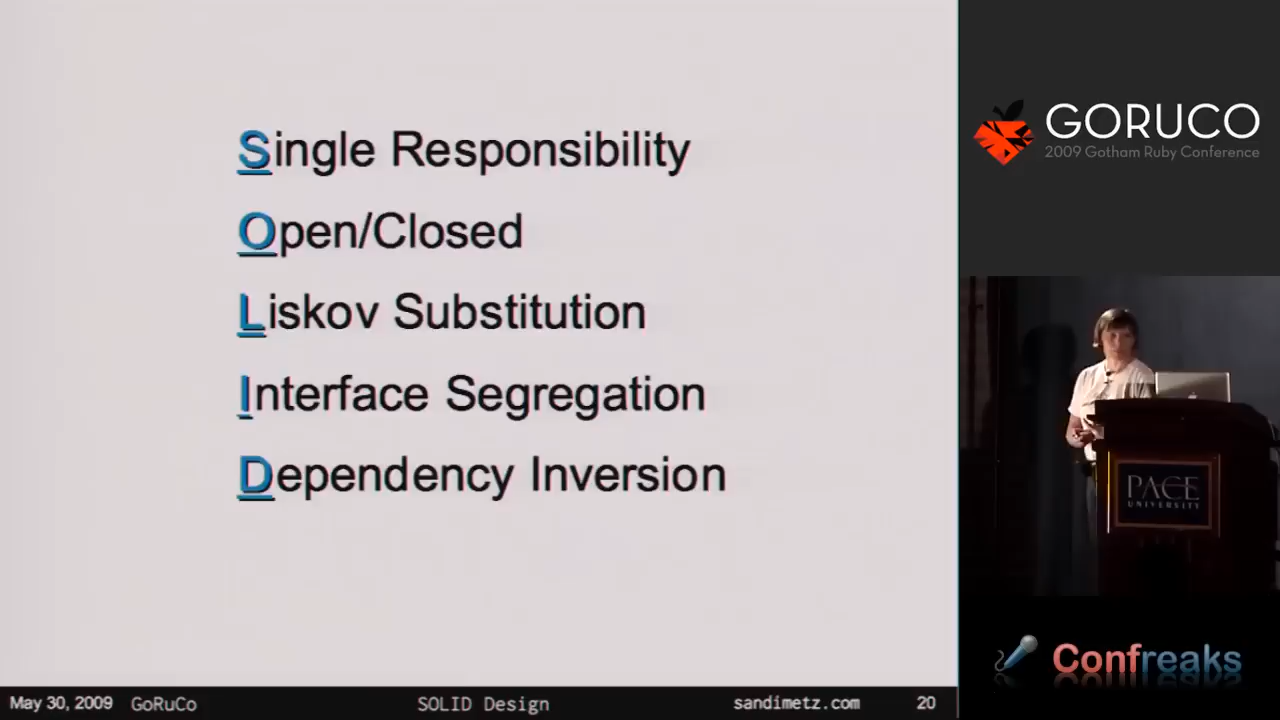 Single Responsibility
Open/Closed
Liskov Substitution
Interface Segregation
Dependency Inversion
May 30, 2009 GoRuCo SOLID Design sandimetz.com 20
GORUCO
2009 Gotham Ruby Conference
PACE
UNIVERSITY
Confreaks